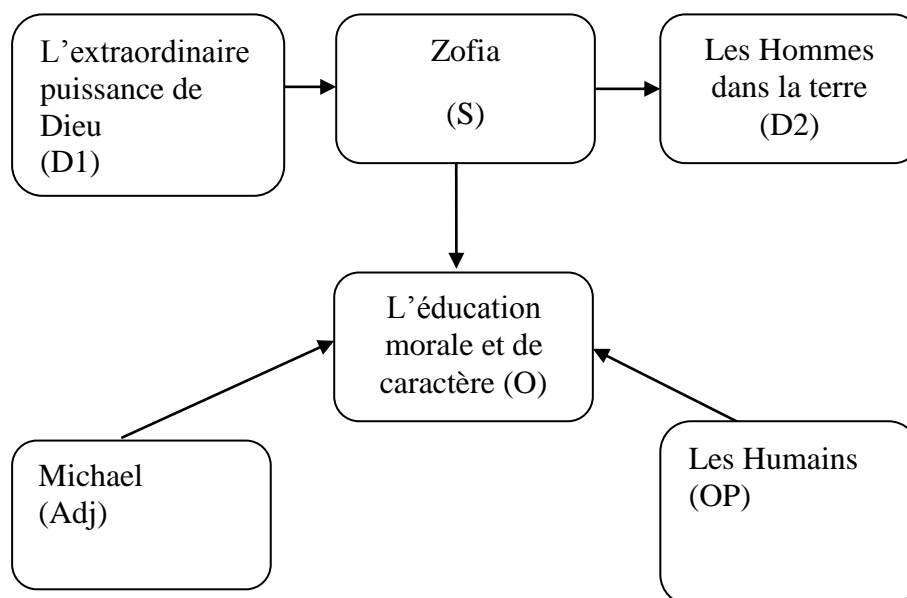 L’extraordinaire
puissance de
Dieu
(D1)
Zofia
(S)
Les Hommes
dans la terre
(D2)
L’éducation
morale et de
caractère (O)
Michael
(Adj)
Les Humains
(OP)